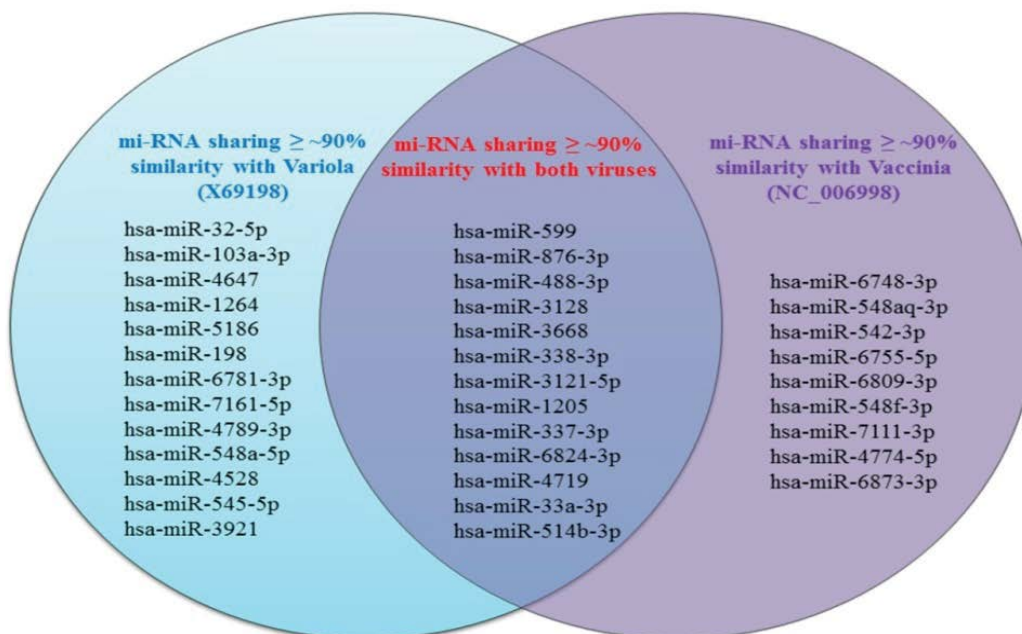 mi-RNA sharing ≥ ~90%
similarity with Variola
(X69198)
hsa-miR-32-5p
hsa-miR-103a-3p
hsa-miR-4647
hsa-miR-1264
hsa-miR-5186
hsa-miR-198
hsa-miR-6781-3p
hsa-miR-7161-5p
hsa-miR-4789-3p
hsa-miR-548a-5p
hsa-miR-4528
hsa-miR-545-5p
hsa-miR-3921
mi-RNA sharing ≥ ~90%
similarity with both viruses
hsa-miR-599
hsa-miR-876-3p
hsa-miR-488-3p
hsa-miR-3128
hsa-miR-3668
hsa-miR-338-3p
hsa-miR-3121-5p
hsa-miR-1205
hsa-miR-337-3p
hsa-miR-6824-3p
hsa-miR-4719
hsa-miR-33a-3p
hsa-miR-514b-3p
mi-RNA sharing ≥ ~90%
similarity with Vaccinia
(NC_006998)
hsa-miR-6748-3p
hsa-miR-548aq-3p
hsa-miR-542-3p
hsa-miR-6755-5p
hsa-miR-6809-3p
hsa-miR-548f-3p
hsa-miR-7111-3p
hsa-miR-4774-5p
hsa-miR-6873-3p